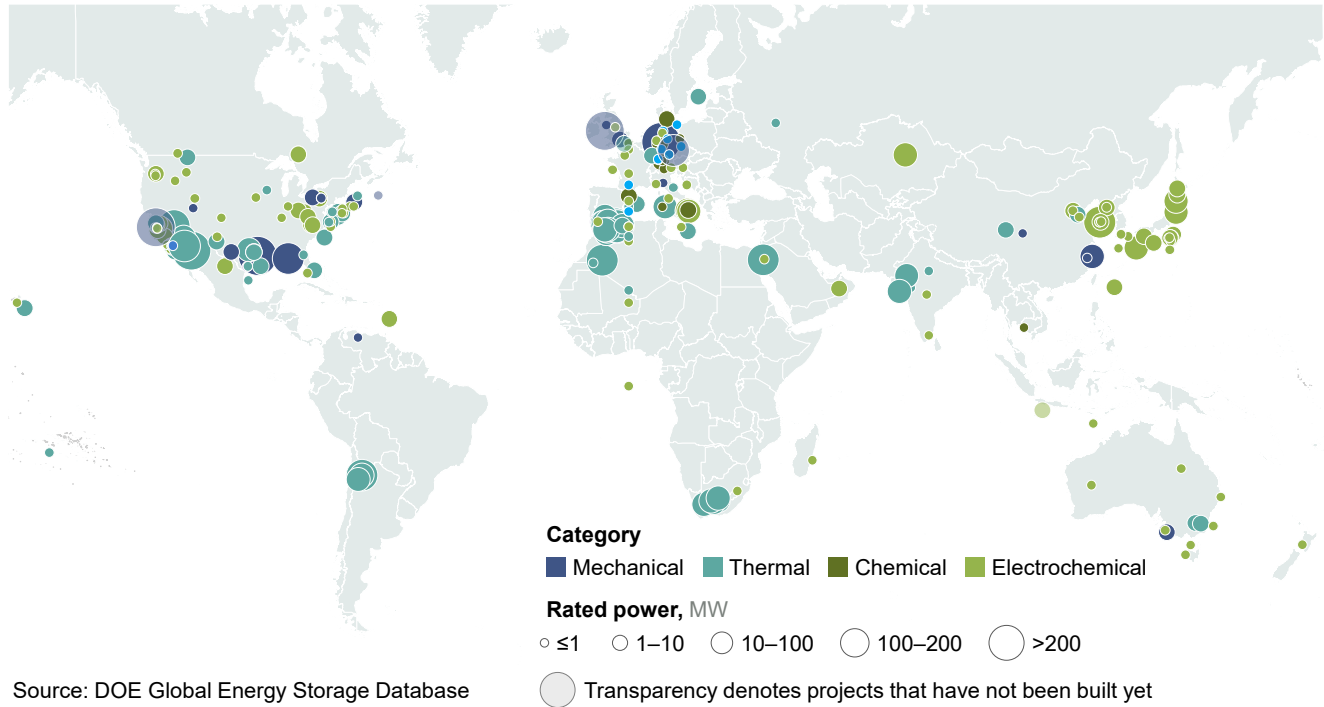 Category
Mechanical Thermal Chemical Electrochemical
Rated power, MW
≤1 1–10 10–100 100–200 >200
Source: DOE Global Energy Storage Database Transparency denotes projects that have not been built yet